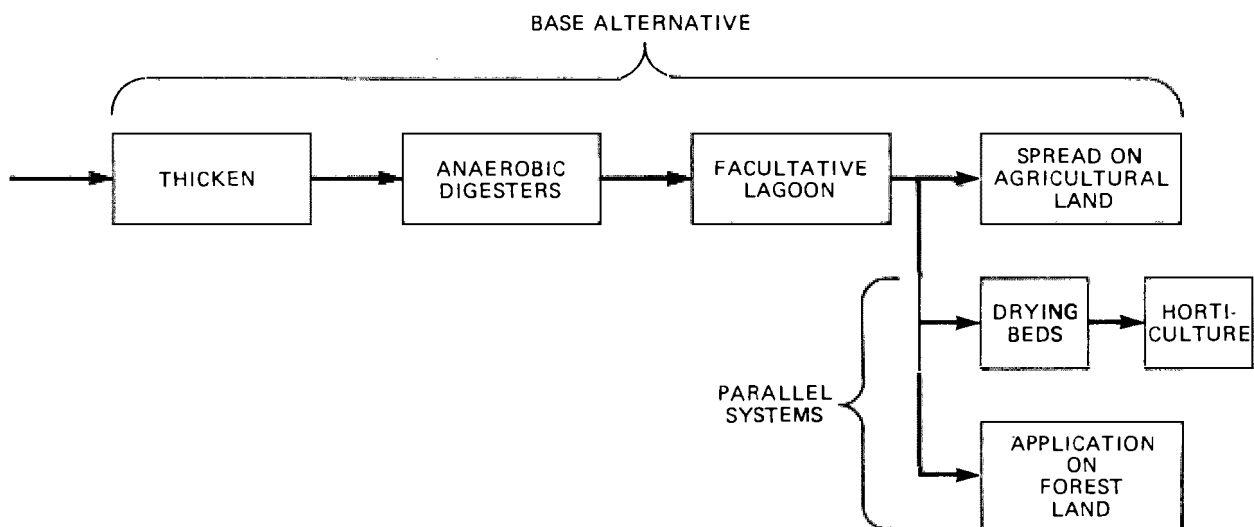 BASE ALTERNATIVE
THICKEN
ANAEROBIC
DIGESTERS
FACULTATIVE
LAGOON
SPREAD ON
AGRICULTURAL
LAND
PARALLEL
SYSTEMS
DRYING
BEDS
HORTI-
CULTURE
APPLICATION
ON
FOREST
LAND